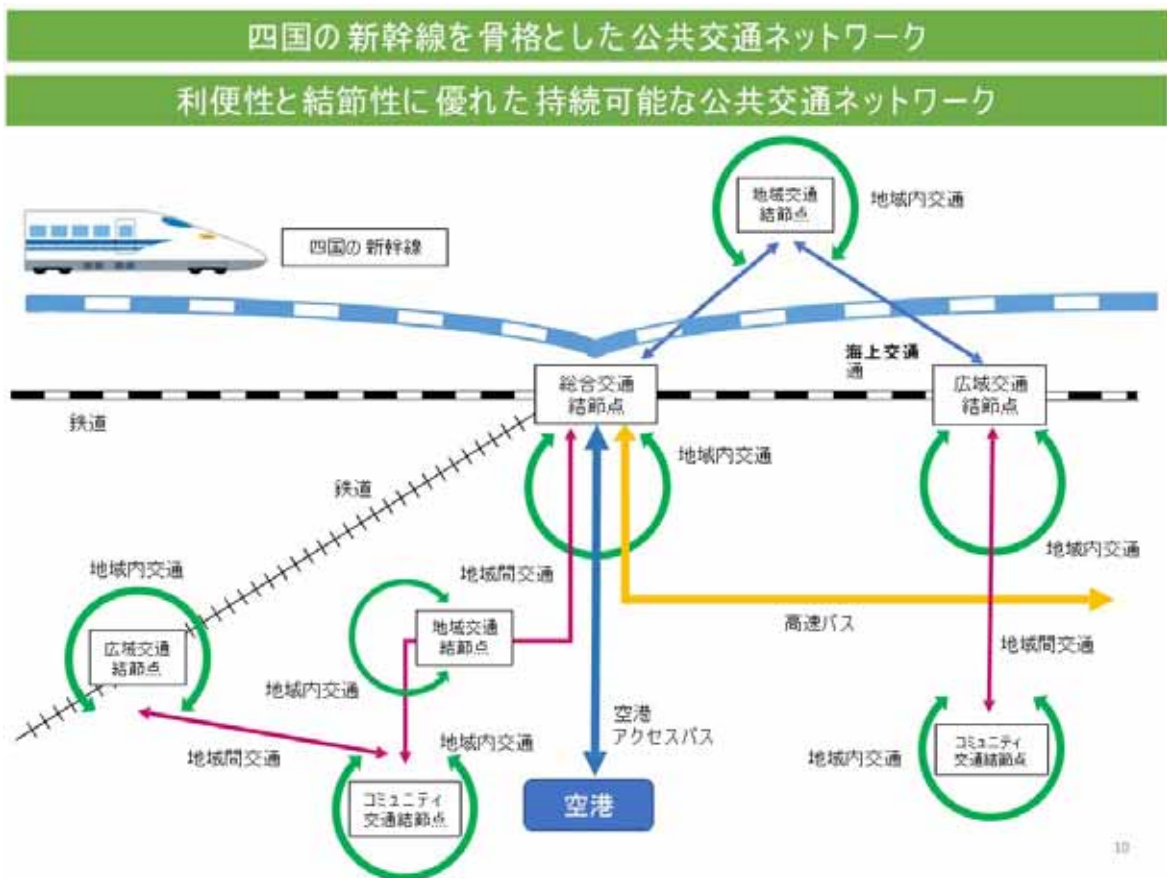 四国の新幹線を骨格とした公共交通ネットワーク
利便性と結節性に優れた持続可能な公共交通ネットワーク
地域交通
結節点
地域内交通
四国の新幹線
海上交通
通
総合交通
結節点
広域交通
結節点
鉄道
地域内交通
鉄道
地域内交通
地域内交通
地域間交通
地域交通
結節点
高速バス
広域交通
結節点
地域間交通
地域内交通
空港
アクセスバス
地域内交通
地域間交通
コミュニティ
交通結節点
地域内交通
コミュニティ
交通結節点
空港
10